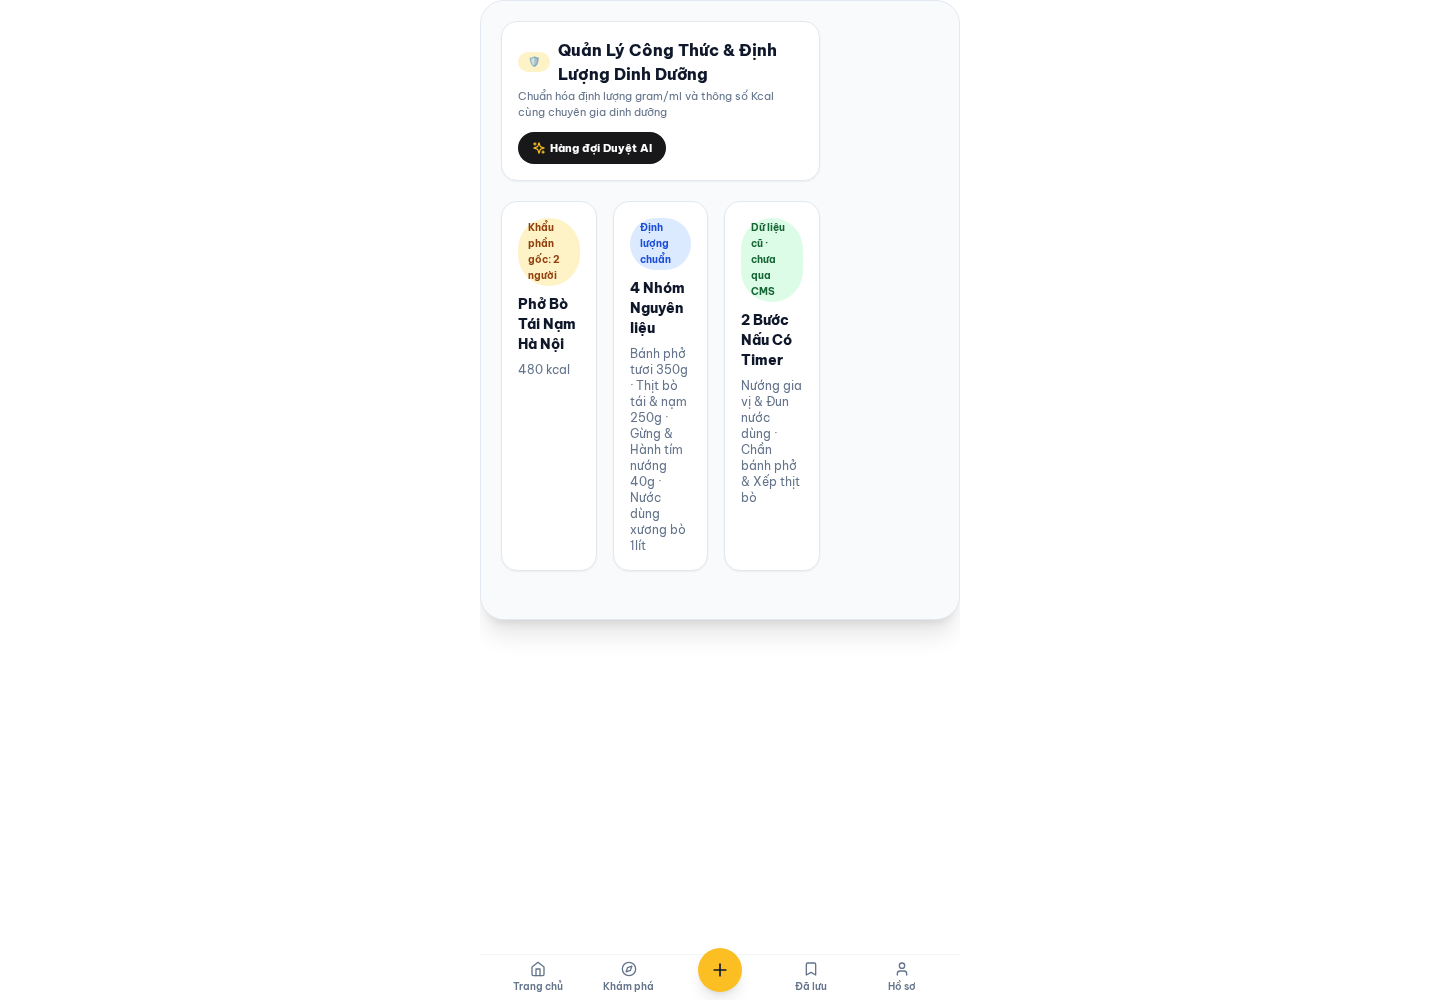 Quản Lý Công Thức & Định
Lượng Dinh Dưỡng
Chuẩn hóa định lượng gram/ml và thông số Kcal
cùng chuyên gia dinh dưỡng
Hàng đợi Duyệt AI
Khẩu
phần
gốc: 2
người
Phở Bò
Tái Nạm
Hà Nội
480 kcal
Định
lượng
chuẩn
4 Nhóm
Nguyên
liệu
Bánh phở
tươi 350g
· Thịt bò
tái & nạm
250g ·
Gừng &
Hành tím
nướng
40g ·
Nước
dùng
xương bò
1lít
Dữ liệu
cũ ·
chưa
qua
CMS
2 Bước
Nấu Có
Timer
Nướng gia
vị & Đun
nước
dùng ·
Chần
bánh phở
& Xếp thịt
bò
Trang chủ
Khám phá
Đã lưu
Hồ sơ